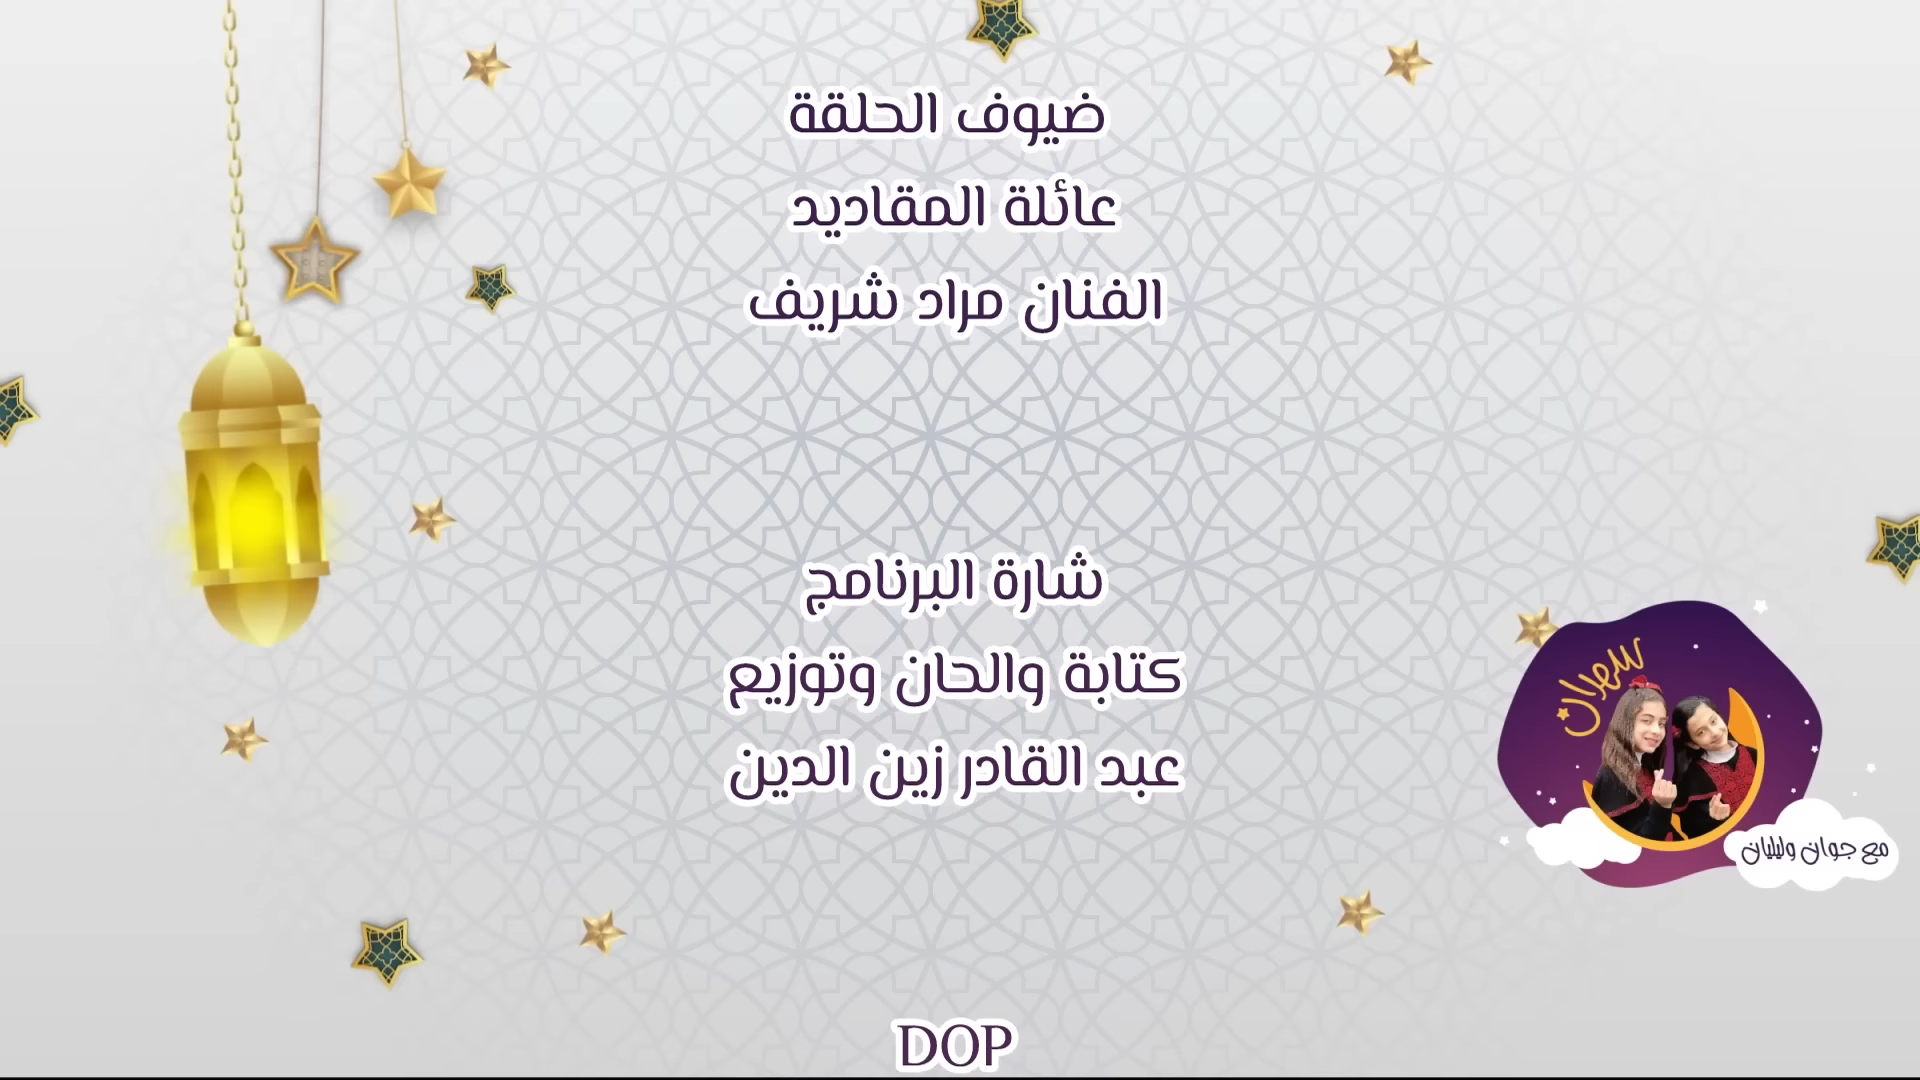 ضيوف الحلقة
عائلة المقاديد
الفنان مراد شريف
شارة البرنامج
كتابة والحان وتوزيع
عبد القادر زين الدين
سهران
مع جوان وليليان
DOP